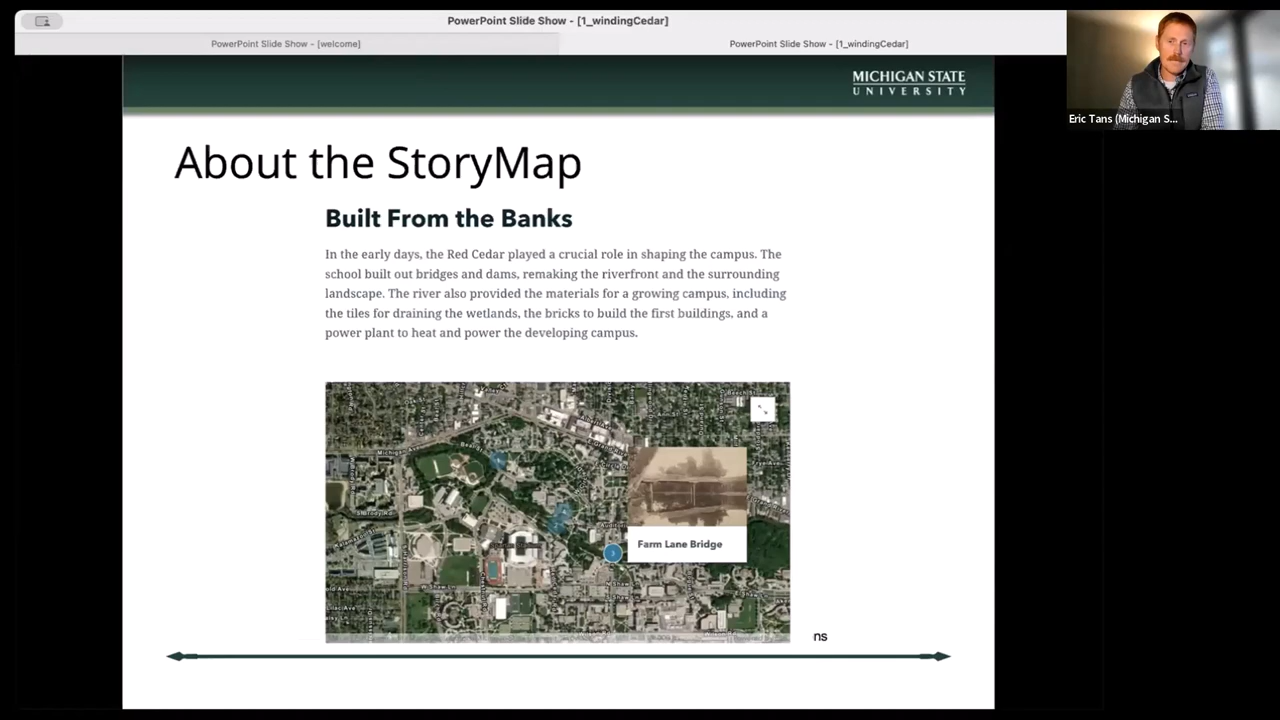 PowerPoint Slide Show - [1_windingCedar]
PowerPoint Slide Show - [welcome]
PowerPoint Slide Show - [1_windingCedar]
MICHIGAN STATE
UNIVERSITY
Eric Tans (Michigan S...
About the StoryMap
Built From the Banks
In the early days, the Red Cedar played a crucial role in shaping the campus. The
school built out bridges and dams, remaking the riverfront and the surrounding
landscape. The river also provided the materials for a growing campus, including
the tiles for draining the wetlands, the bricks to build the first buildings, and a
power plant to heat and power the developing campus.
Michigan Ave
Farm Lane Bridge
3
ns